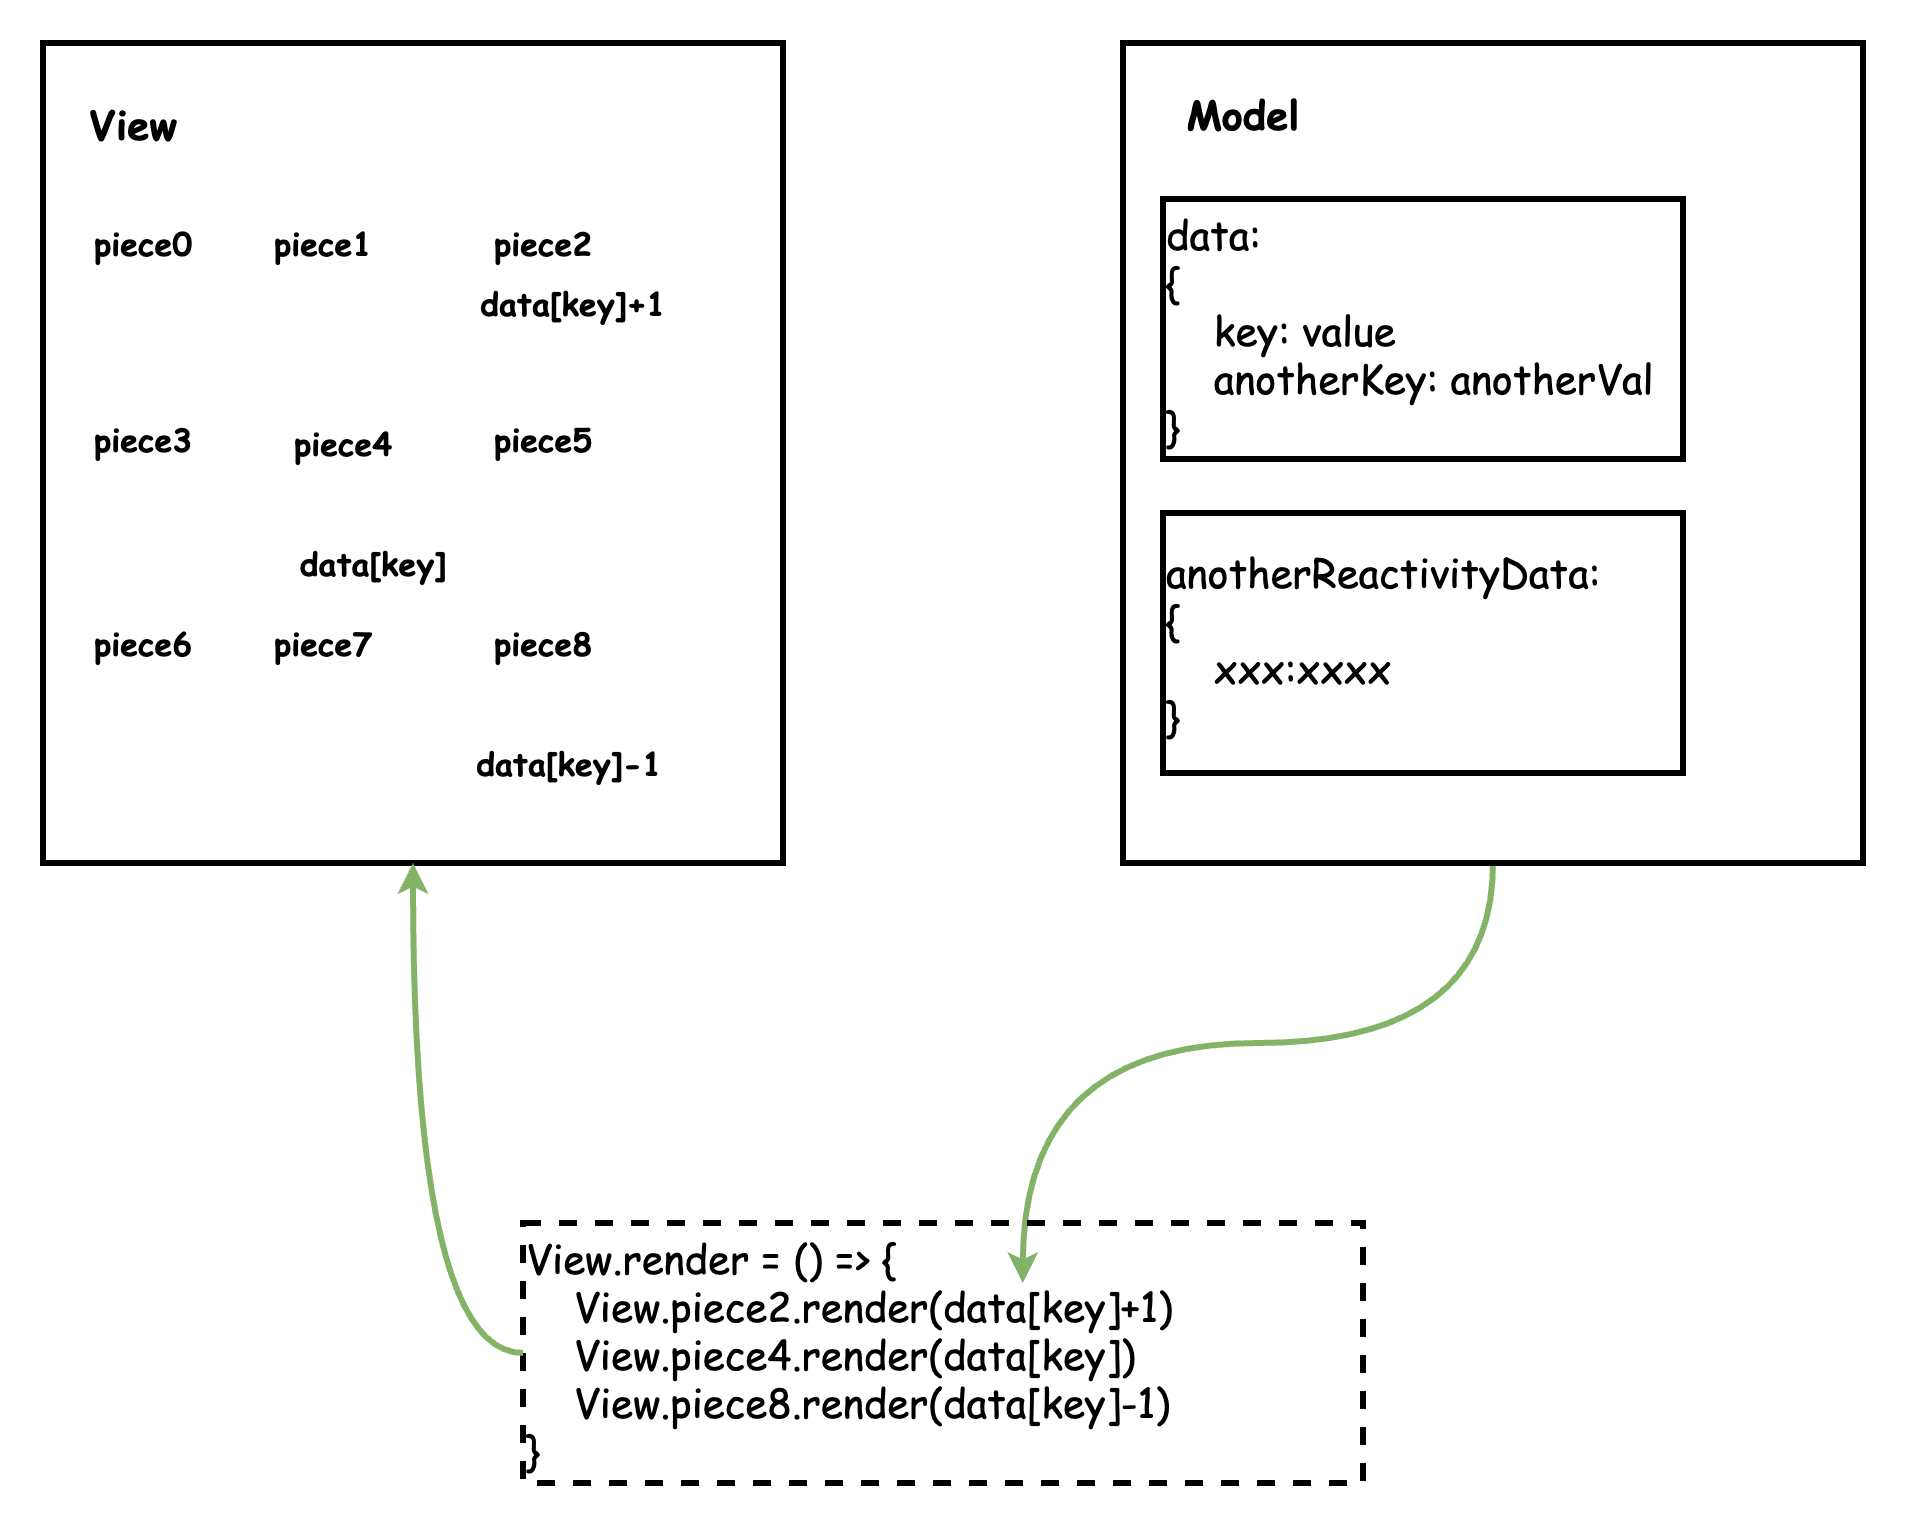 View
piece0 piece1 piece2
data[key]+1
piece3 piece4 piece5
data[key]
piece6 piece7 piece8
data[key]-1
Model
data:
{
key: value
anotherKey: anotherVal
}
anotherReactivityData:
{
xxx:xxxx
}
View.render = () => {
View.piece2.render(data[key]+1)
View.piece4.render(data[key])
View.piece8.render(data[key]-1)
}